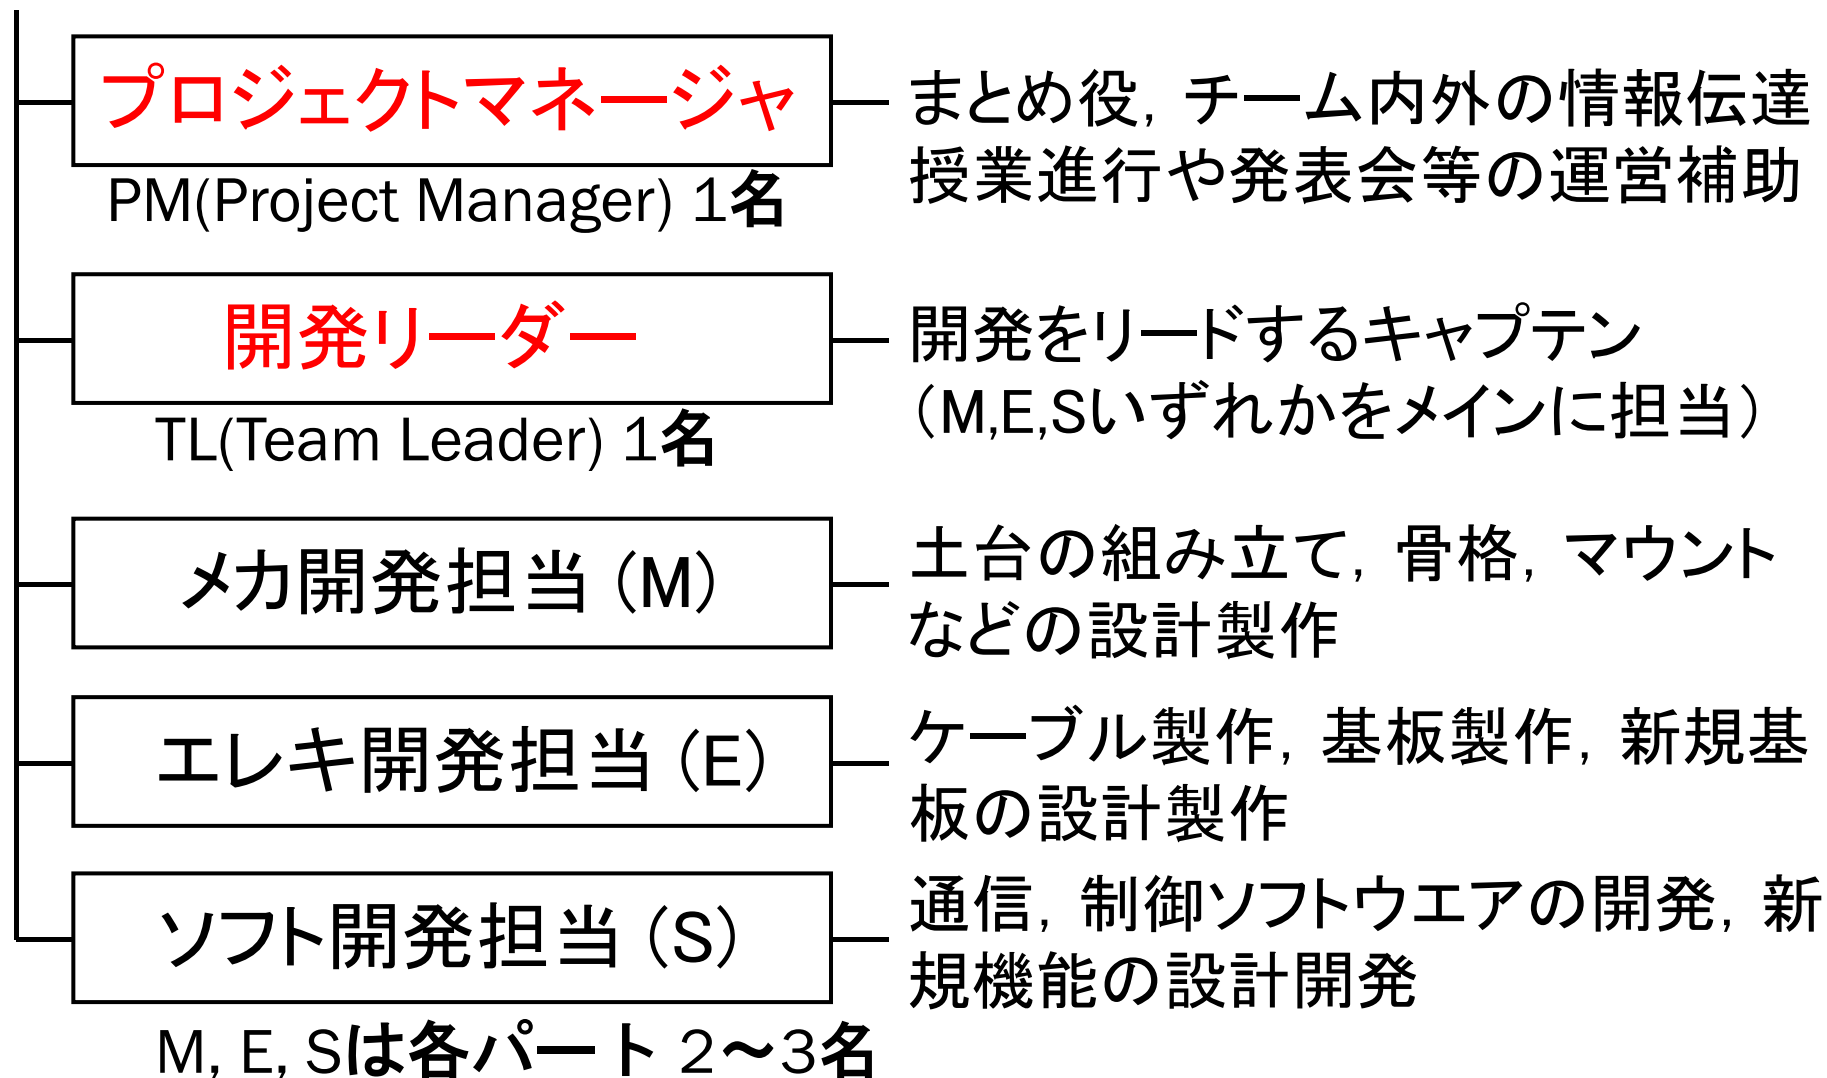 プロジェクトマネージャ
PM(Project Manager) 1名
まとめ役，チーム内外の情報伝達
授業進行や発表会等の運営補助
開発リーダー
TL(Team Leader) 1名
開発をリードするキャプテン
（M,E,Sいずれかをメインに担当）
メカ開発担当（M）
土台の組み立て，骨格，マウント
などの設計製作
エレキ開発担当（E）
ケーブル製作，基板製作，新規基
板の設計製作
ソフト開発担当（S）
通信，制御ソフトウエアの開発，新
規機能の設計開発
M, E, Sは各パート 2～3名